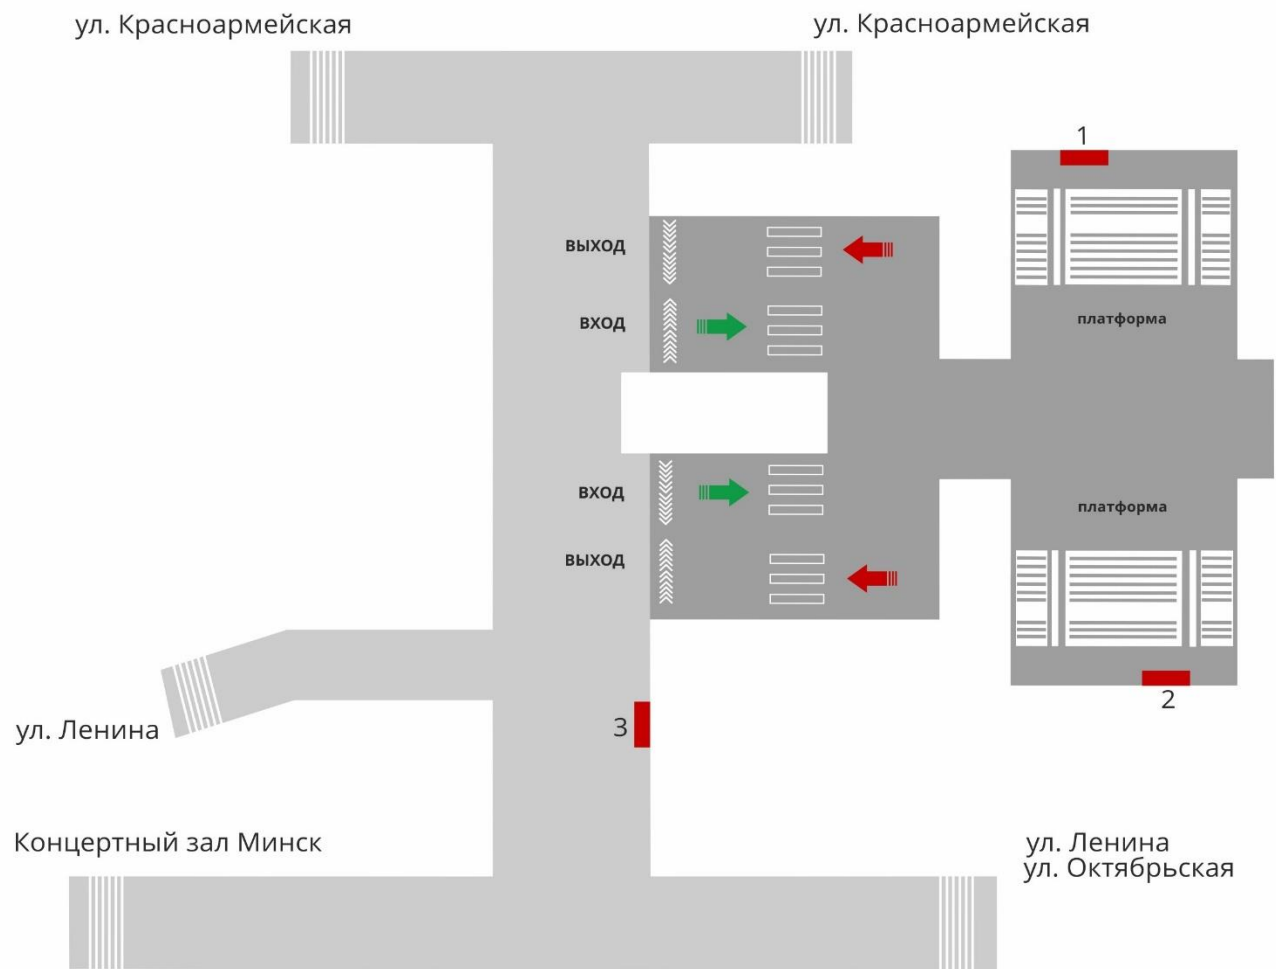 ул. Красноармейская
ул. Красноармейская
1
ВЫХОД
ВХОД
платформа
ВХОД
платформа
ВЫХОД
2
3
ул. Ленина
Концертный зал Минск
ул. Ленина
ул. Октябрьская